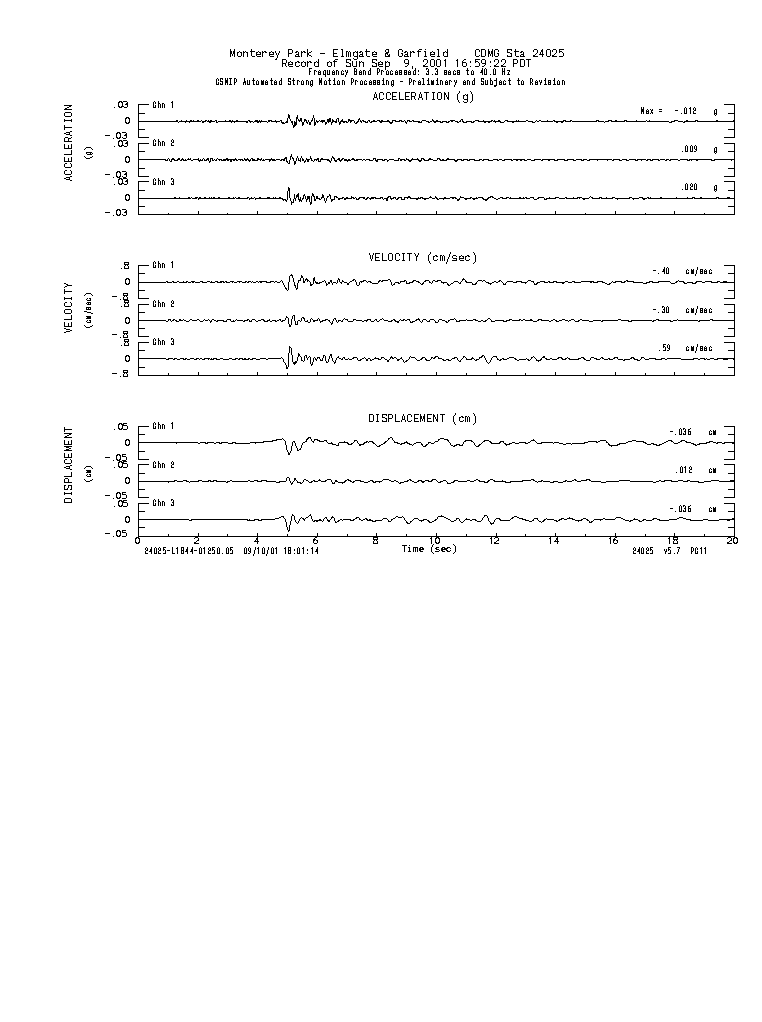 Monterey Park - Elmgate & Garfield    CDMG Sta 24025
Record of Sun Sep  9, 2001 16:59:22 PDT
Frequency Band Processed: 3.3 secs to 40.0 Hz
CSMIP Automated Strong Motion Processing - Preliminary and Subject to Revision
ACCELERATION (g)
ACCELERATION
(g)
.03 Chn 1 Max = -.012 g
0
-.03
.03 Chn 2 .009 g
0
-.03
.03 Chn 3 .020 g
0
-.03
VELOCITY (cm/sec)
VELOCITY
(cm/sec)
Chn 1 -.40 cm/sec
0
Chn 2 -.30 cm/sec
0
Chn 3 .59 cm/sec
0
DISPLACEMENT (cm)
DISPLACEMENT
(cm)
.05 Chn 1 -.036 cm
0
-.05
.05 Chn 2 .012 cm
0
-.05
.05 Chn 3 -.036 cm
0
-.05
0 2 4 6 8 10 12 14 16 18 20
Time (sec)
24025-L1844-01250.05  09/10/01 18:01:14
24025  v5.7  PC11